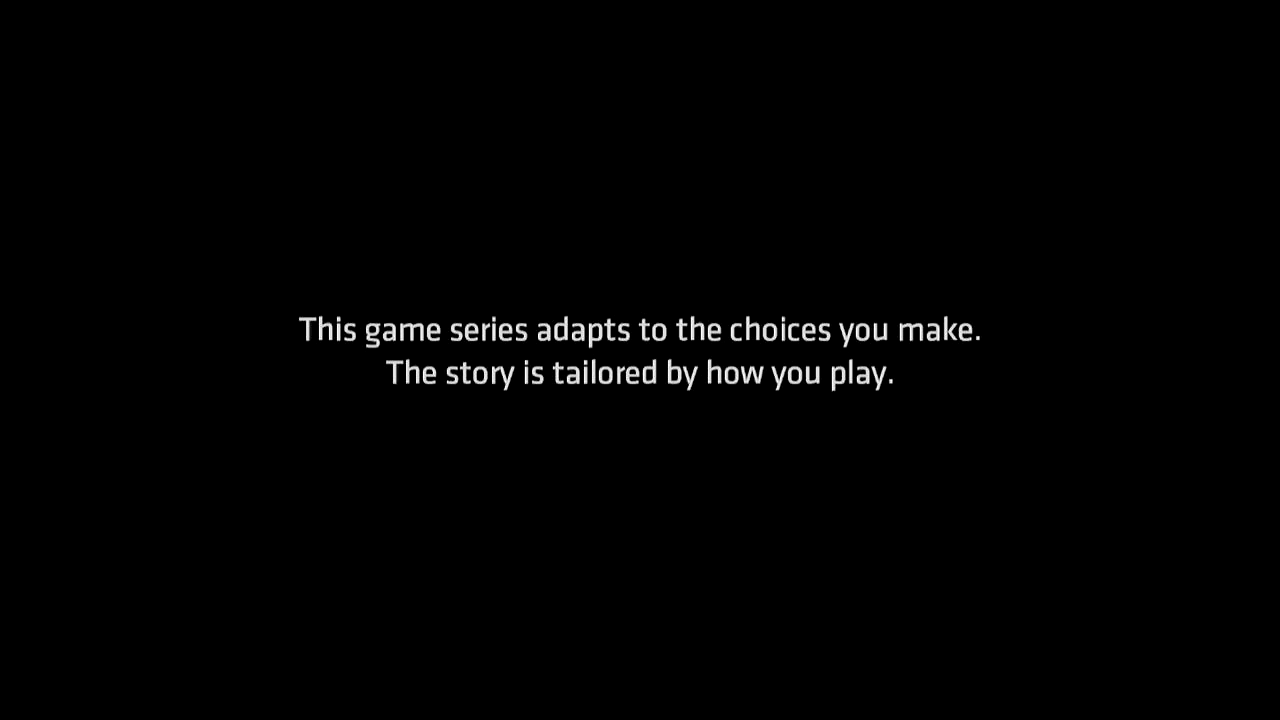 This game series adapts to the choices you make.
The story is tailored by how you play.